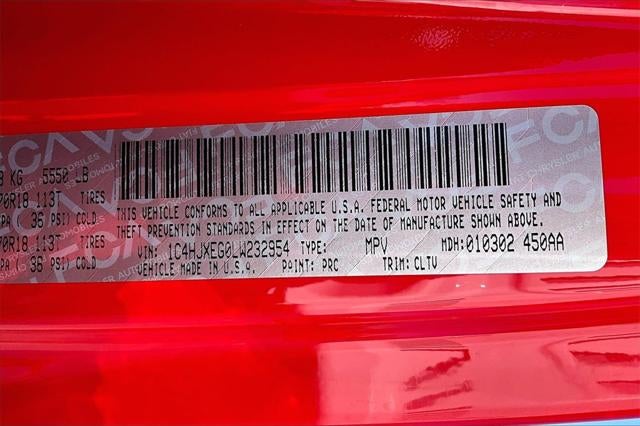 8 KG 5550 LB
70R18 113T TIRES
PA 36 PSI) COLD
70R18 113T TIRES
PA Y 36 PSI) COLD
THIS VEHICLE CONFORMS TO ALL APPLICABLE U.S.A. FEDERAL MOTOR VEHICLE SAFETY AND
THEFT PREVENTION STANDARDS IN EFFECT ON THE DATE OF MANUFACTURE SHOWN ABOVE.
VIN: 1C4HJXEG0LW232954 TYPE: MPV MDH:010302 450AA
VEHICLE MADE IN U.S.A. PAINT: PRC TRIM: CLTV